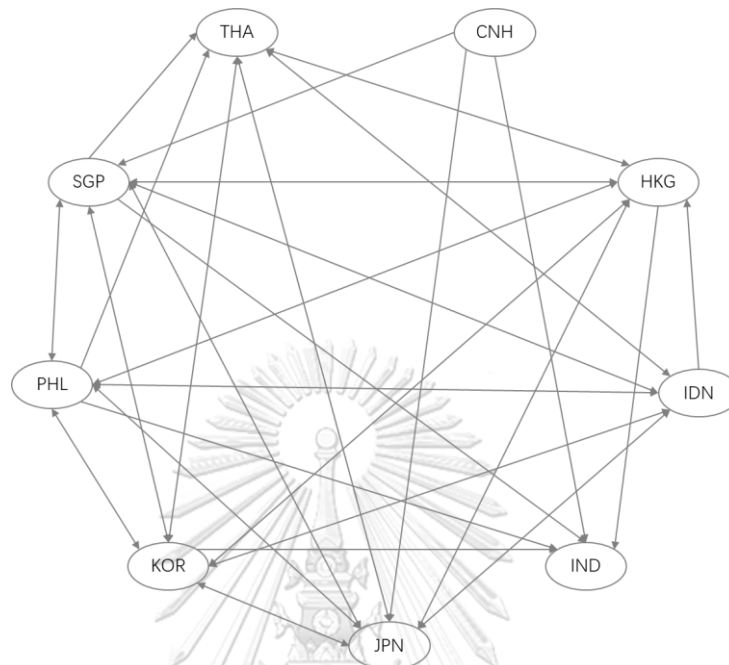 THA
CNH
SGP
HKG
PHL
IDN
KOR
IND
JPN